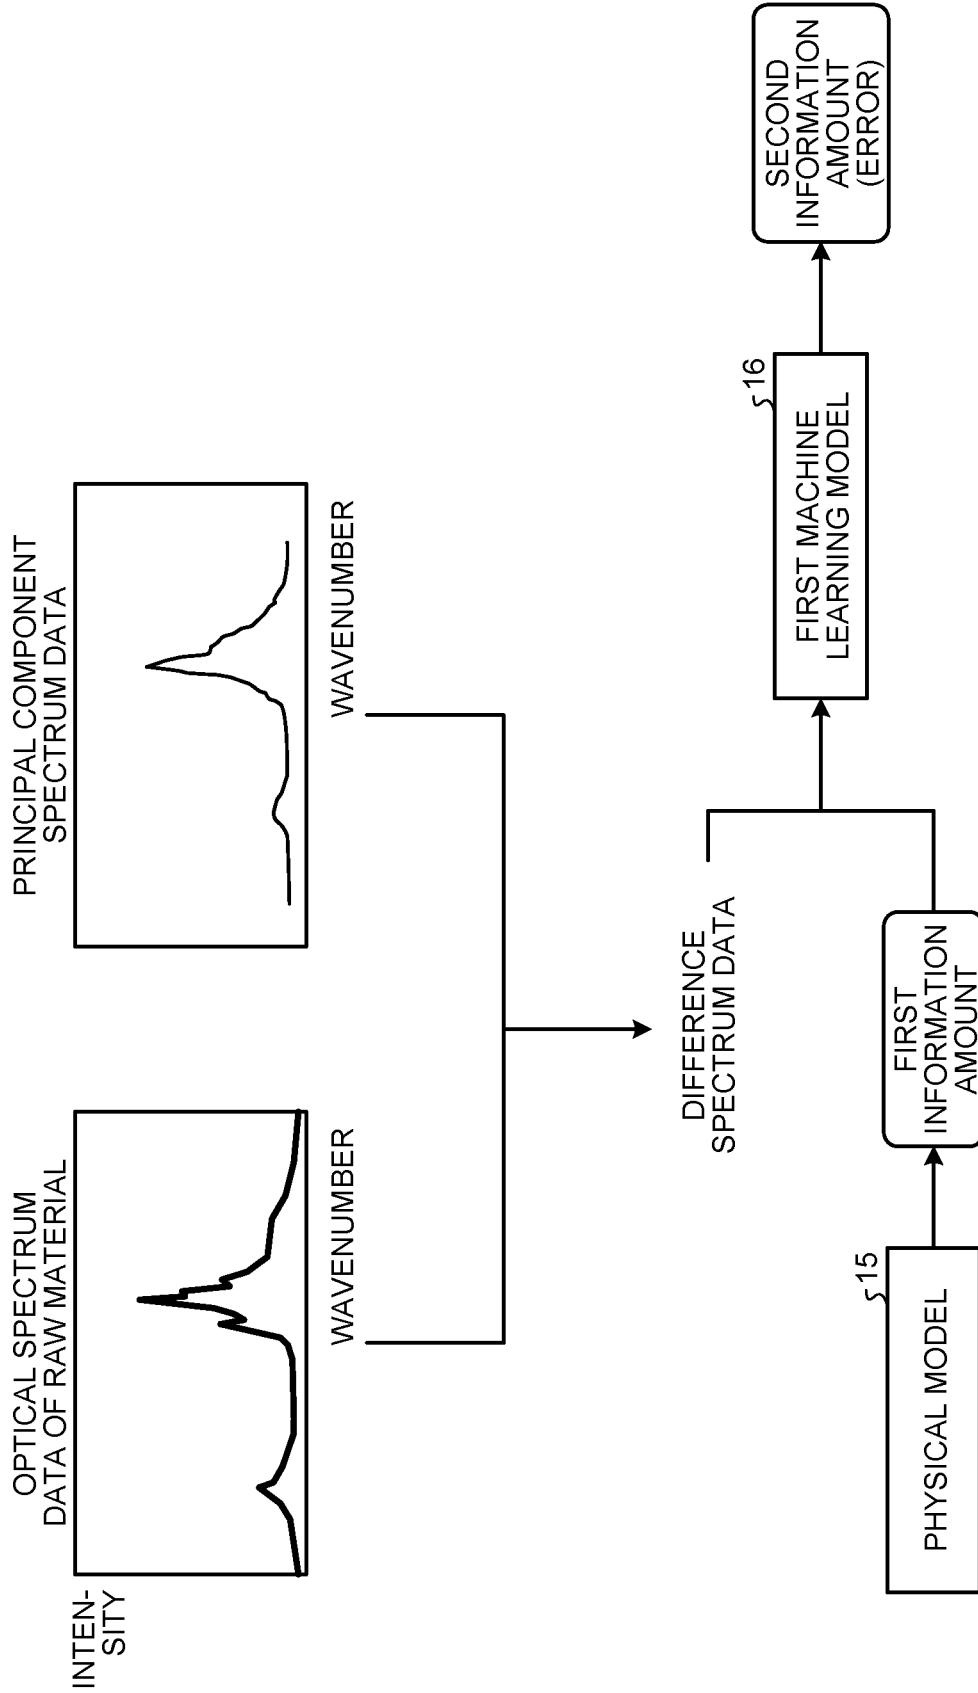 OPTICAL SPECTRUM
DATA OF RAW MATERIAL
INTEN-
SITY
WAVENUMBER
PRINCIPAL COMPONENT
SPECTRUM DATA
WAVENUMBER
DIFFERENCE
SPECTRUM DATA
15
PHYSICAL MODEL
FIRST
INFORMATION
AMOUNT
16
FIRST MACHINE
LEARNING MODEL
SECOND
INFORMATION
AMOUNT
(ERROR)